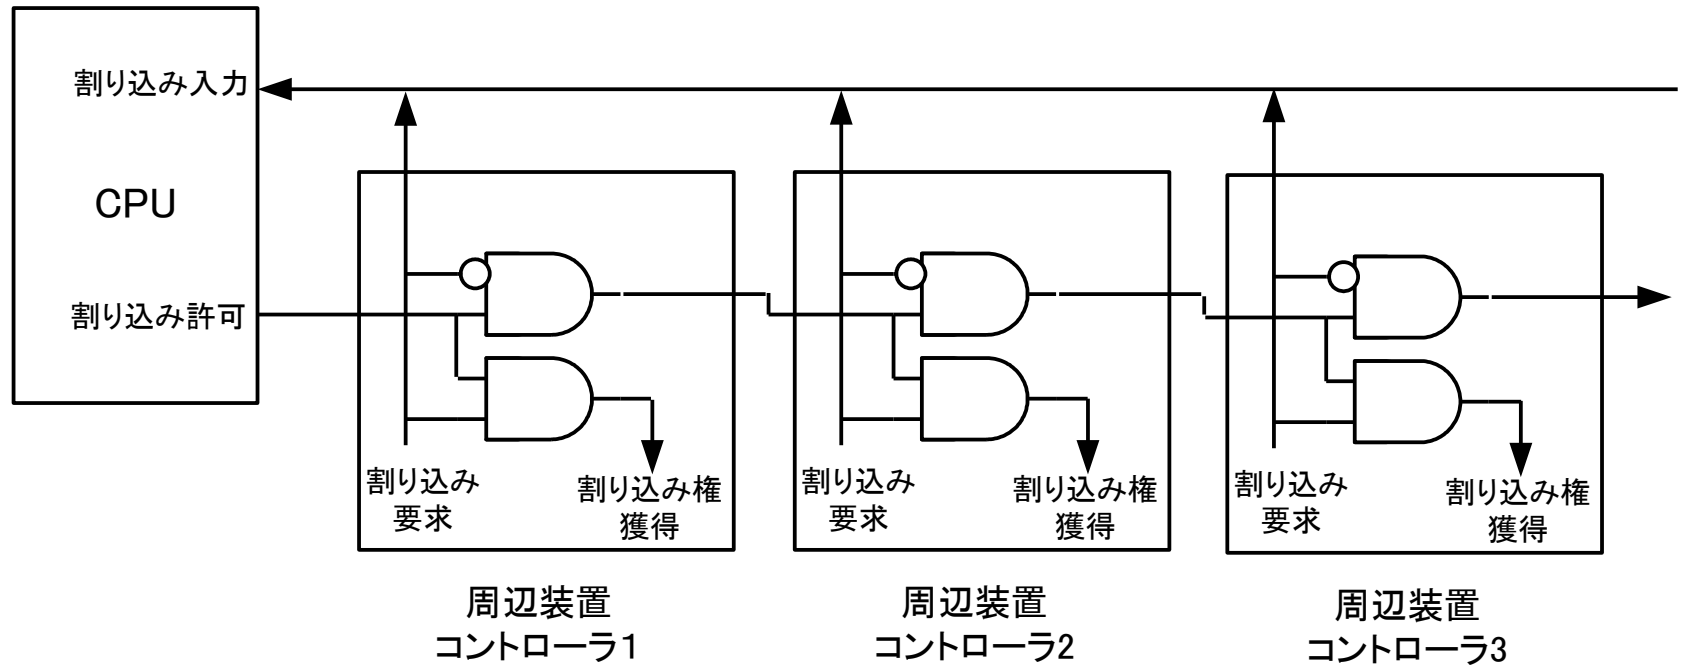 割り込み入力
CPU
割り込み許可
割り込み
要求
割り込み権
獲得
周辺装置
コントローラ1
割り込み
要求
割り込み権
獲得
周辺装置
コントローラ2
割り込み
要求
割り込み権
獲得
周辺装置
コントローラ3